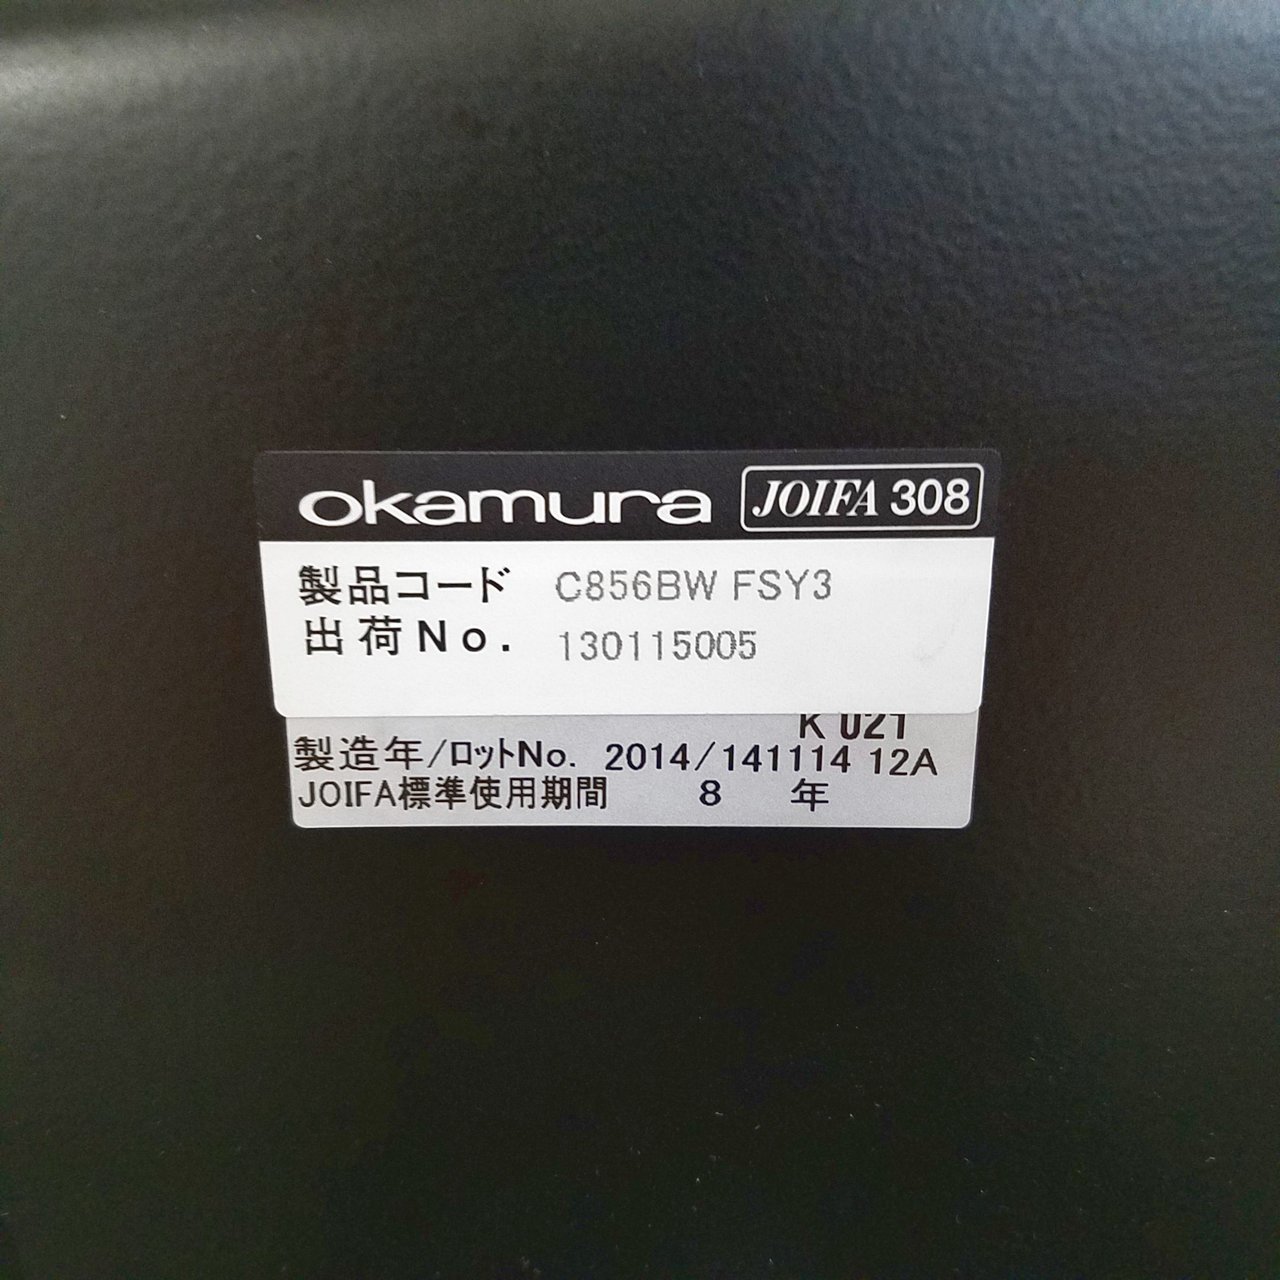 okamura JOIFA 308
製品コード C856BW FSY3
出荷No. 130115005
K 021
製造年/ロットNo. 2014/141114 12A
JOIFA標準使用期間 8 年